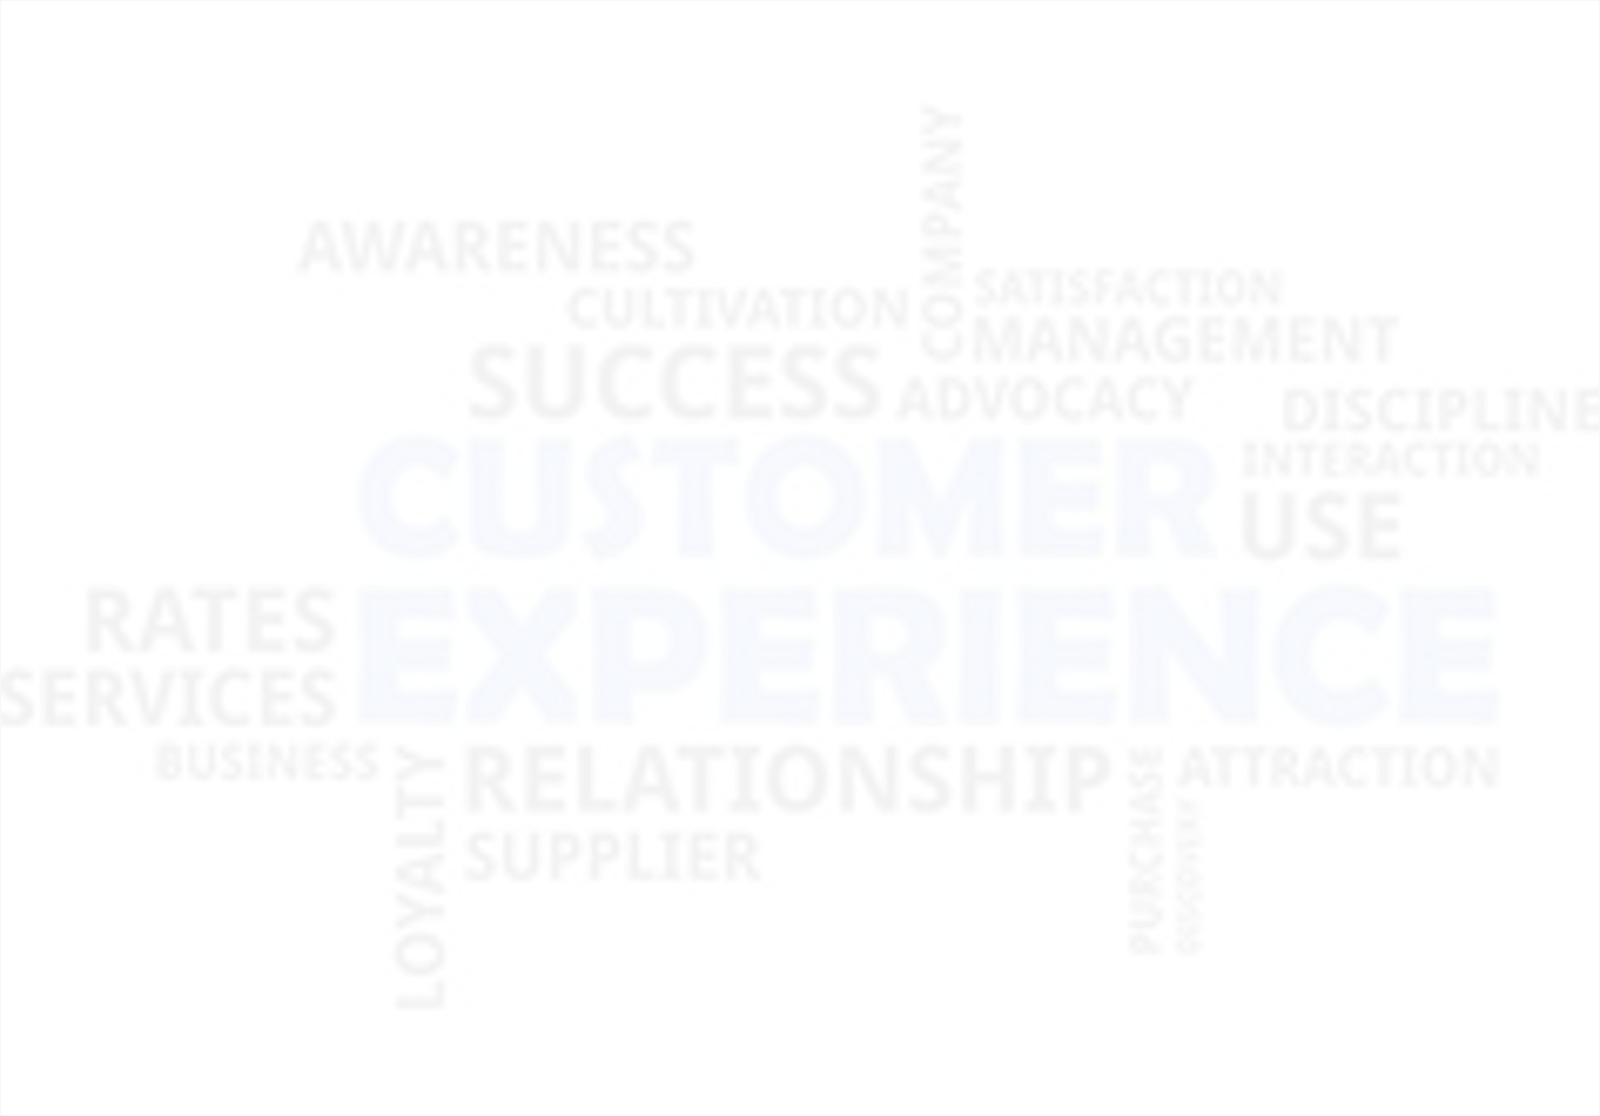 COMPANY
AWARENESS
SATISFACTION
CULTIVATION
MANAGEMENT
SUCCESS
ADVOCACY
DISCIPLINE
CUSTOMER
INTERACTION
USE
EXPERIENCE
RATES
SERVICES
BUSINESS
LOYALTY
RELATIONSHIP
PURCHASE
ATTRACTION
DISCOVERY
SUPPLIER